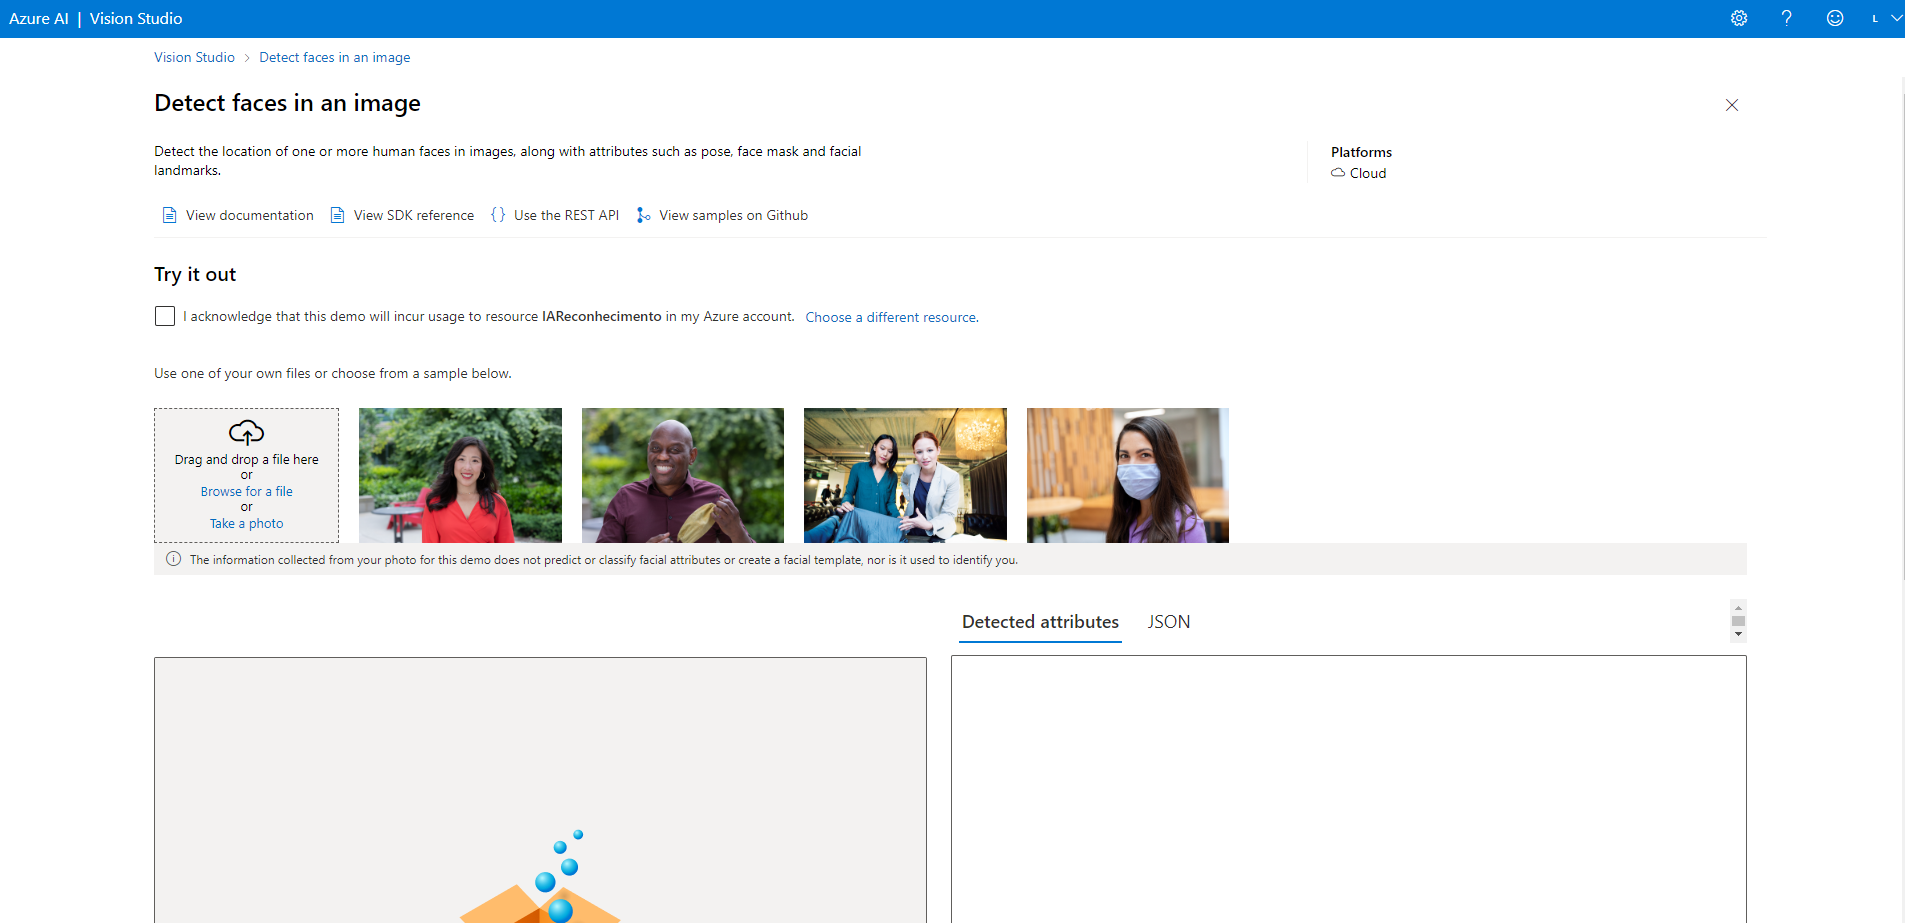 Azure AI | Vision Studio
L
Vision Studio > Detect faces in an image
Detect faces in an image
Detect the location of one or more human faces in images, along with attributes such as pose, face mask and facial
landmarks.
Platforms
Cloud
View documentation View SDK reference {} Use the REST API View samples on Github
Try it out
I acknowledge that this demo will incur usage to resource IAReconhecimento in my Azure account. Choose a different resource.
Use one of your own files or choose from a sample below.
Drag and drop a file here
or
Browse for a file
or
Take a photo
The information collected from your photo for this demo does not predict or classify facial attributes or create a facial template, nor is it used to identify you.
Detected attributes JSON